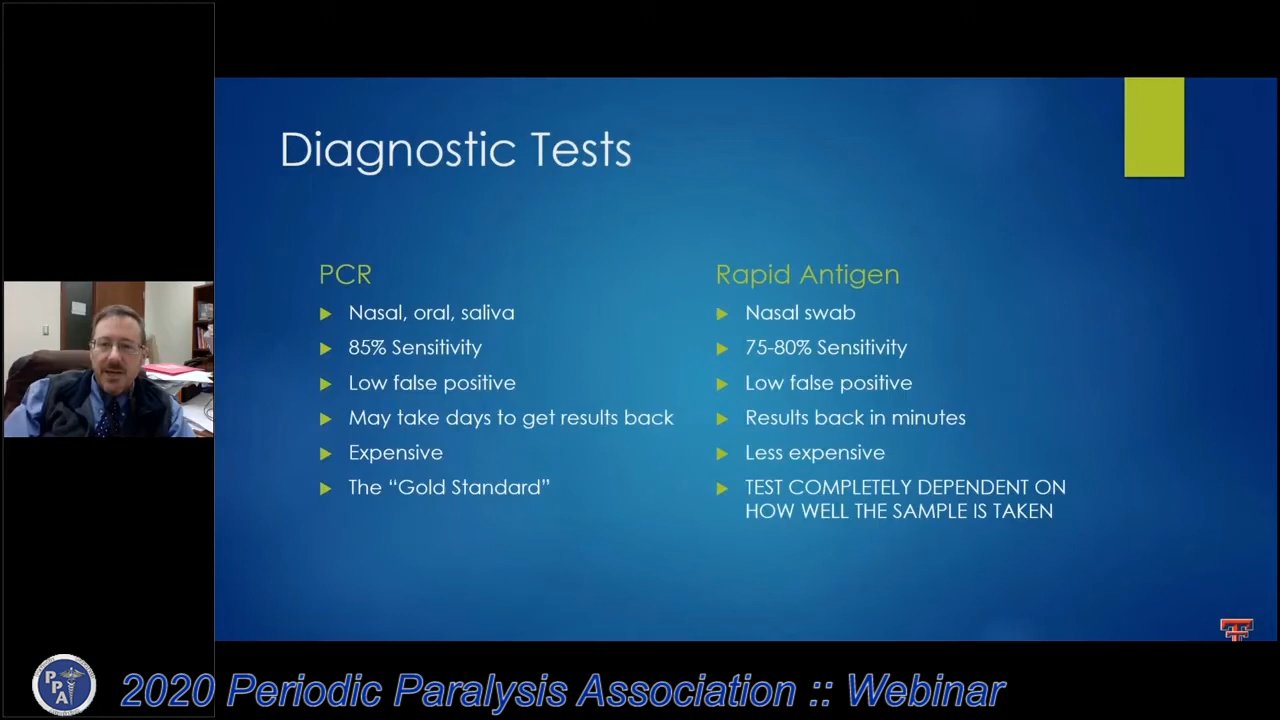 Diagnostic Tests
PCR
Nasal, oral, saliva
85% Sensitivity
Low false positive
May take days to get results back
Expensive
The “Gold Standard”
Rapid Antigen
Nasal swab
75-80% Sensitivity
Low false positive
Results back in minutes
Less expensive
TEST COMPLETELY DEPENDENT ON
HOW WELL THE SAMPLE IS TAKEN
PPA
2020 Periodic Paralysis Association :: Webinar